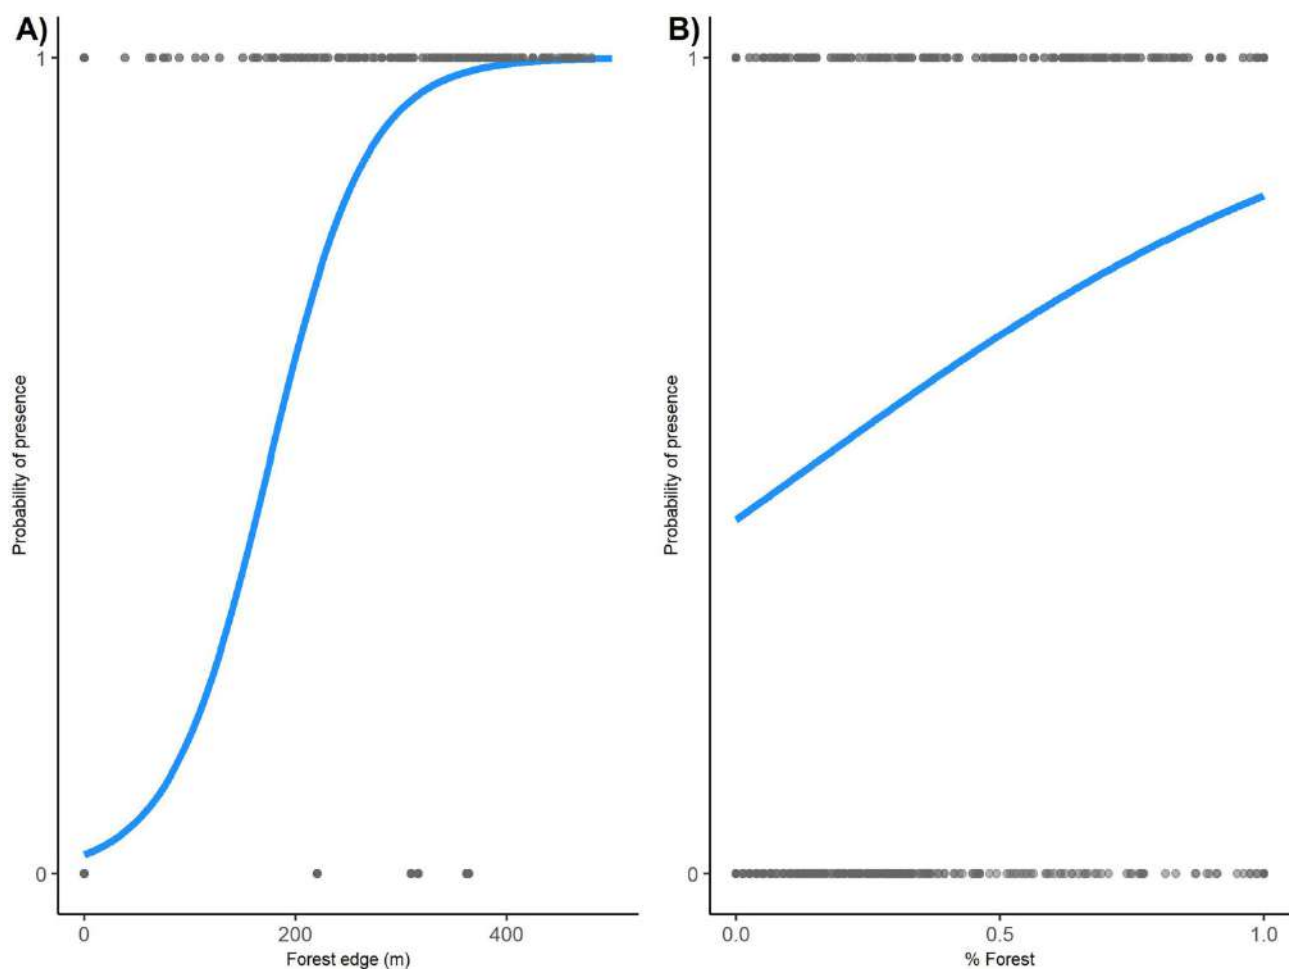 A)
1
Probability of presence
0
0 200 400
Forest edge (m)
B)
1
Probability of presence
0
0.0 0.5 1.0
% Forest